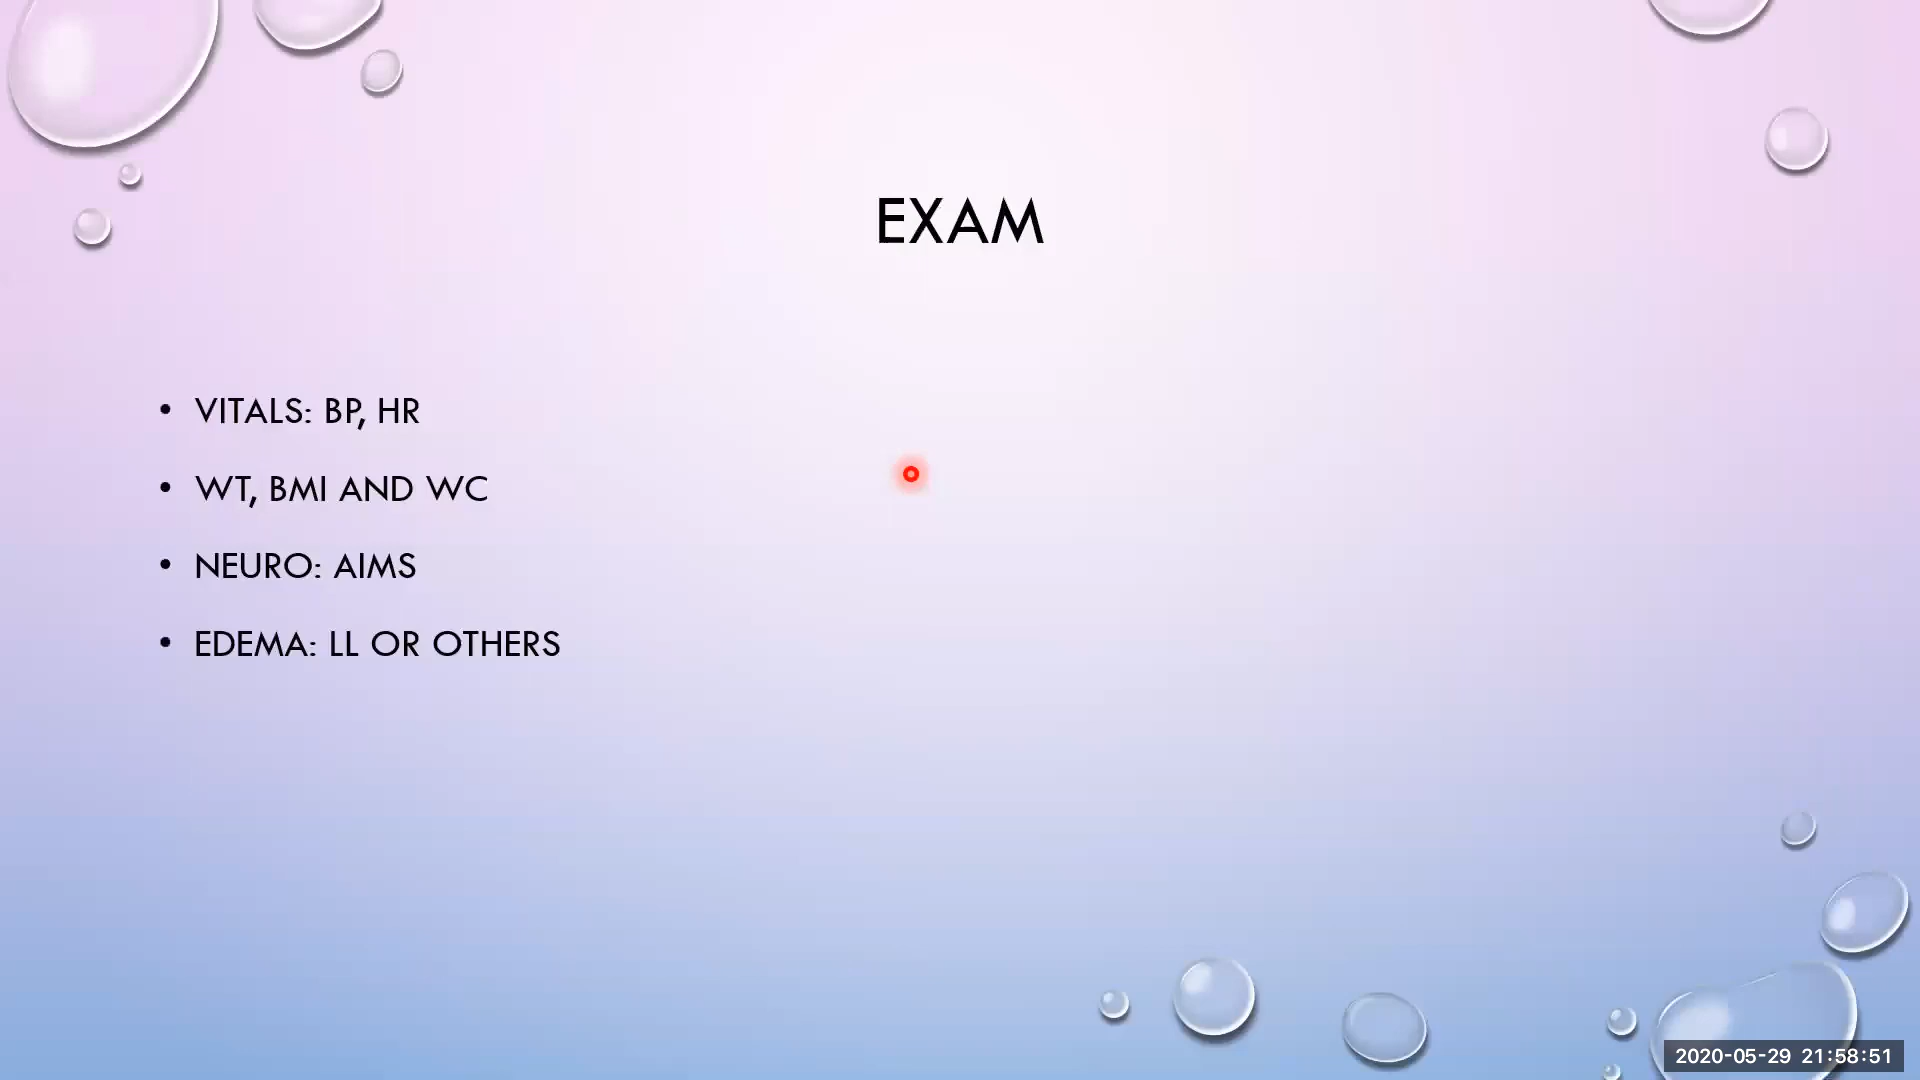 EXAM
• VITALS: BP, HR
• WT, BMI AND WC
• NEURO: AIMS
• EDEMA: LL OR OTHERS
2020-05-29 21:58:51